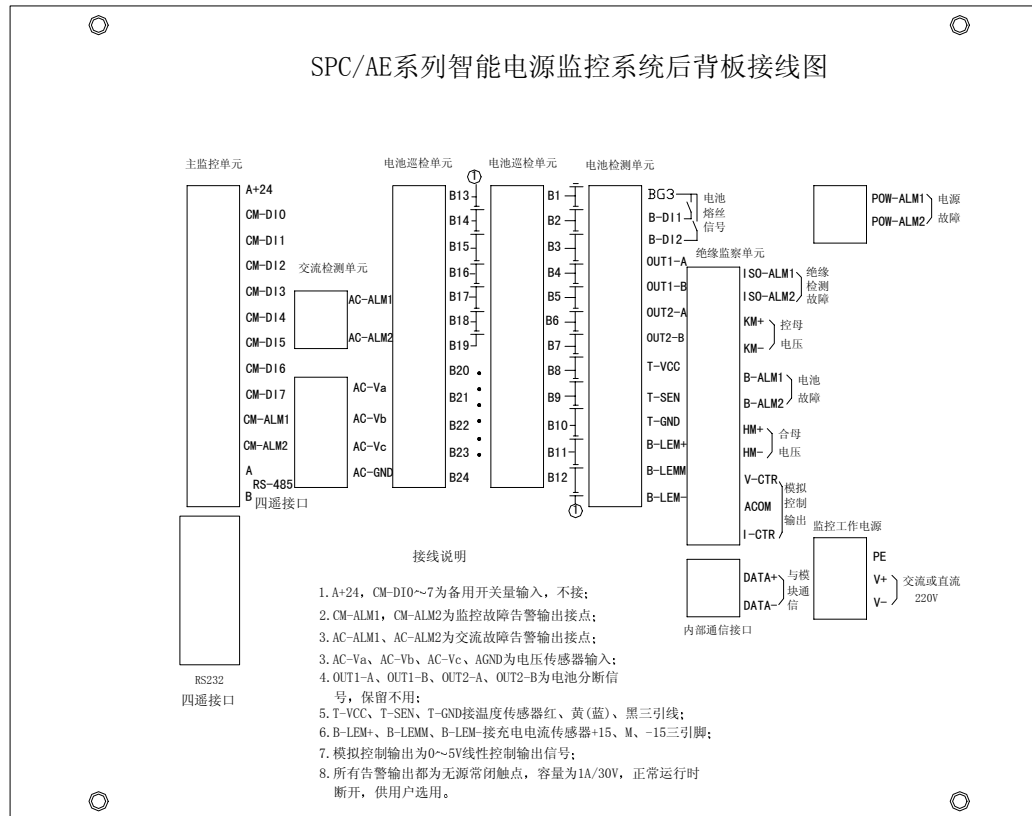 SPC/AE系列智能电源监控系统后背板接线图
主监控单元
A+24
CM-DI0
CM-DI1
CM-DI2
CM-DI3
CM-DI4
CM-DI5
CM-DI6
CM-DI7
CM-ALM1
CM-ALM2
A
RS-485
B
四遥接口
RS232
四遥接口
交流检测单元
AC-ALM1
AC-ALM2
AC-Va
AC-Vb
AC-Vc
AC-GND
电池巡检单元
①
B13
B14
B15
B16
B17
B18
B19
B20
B21
B22
B23
B24
电池巡检单元
B1
B2
B3
B4
B5
B6
B7
B8
B9
B10
B11
B12
①
电池检测单元
BG3
B-DI1
B-DI2
电池
熔丝
信号
OUT1-A
OUT1-B
OUT2-A
OUT2-B
T-VCC
T-SEN
T-GND
B-LEM+
B-LEMM
B-LEM-
绝缘监察单元
ISO-ALM1
ISO-ALM2
绝缘
检测
故障
KM+
KM-
控母
电压
B-ALM1
B-ALM2
电池
故障
HM+
HM-
合母
电压
V-CTR
ACOM
I-CTR
模拟
控制
输出
DATA+
DATA-
与模
块通
信
内部通信接口
POW-ALM1
POW-ALM2
电源
故障
监控工作电源
PE
V+
V-
交流或直流
220V
接线说明
1.A+24, CM-DI0～7为备用开关量输入，不接;
2.CM-ALM1, CM-ALM2为监控故障告警输出接点;
3.AC-ALM1、AC-ALM2为交流故障告警输出接点;
3.AC-Va、AC-Vb、AC-Vc、AGND为电压传感器输入;
4.OUT1-A、OUT1-B、OUT2-A、OUT2-B为电池分断信
号，保留不用;
5.T-VCC、T-SEN、T-GND接温度传感器红、黄(蓝)、黑三引线;
6.B-LEM+、B-LEMM、B-LEM-接充电电流传感器+15、M、-15三引脚;
7.模拟控制输出为0～5V线性控制输出信号;
8.所有告警输出都为无源常闭触点，容量为1A/30V，正常运行时
断开，供用户选用。